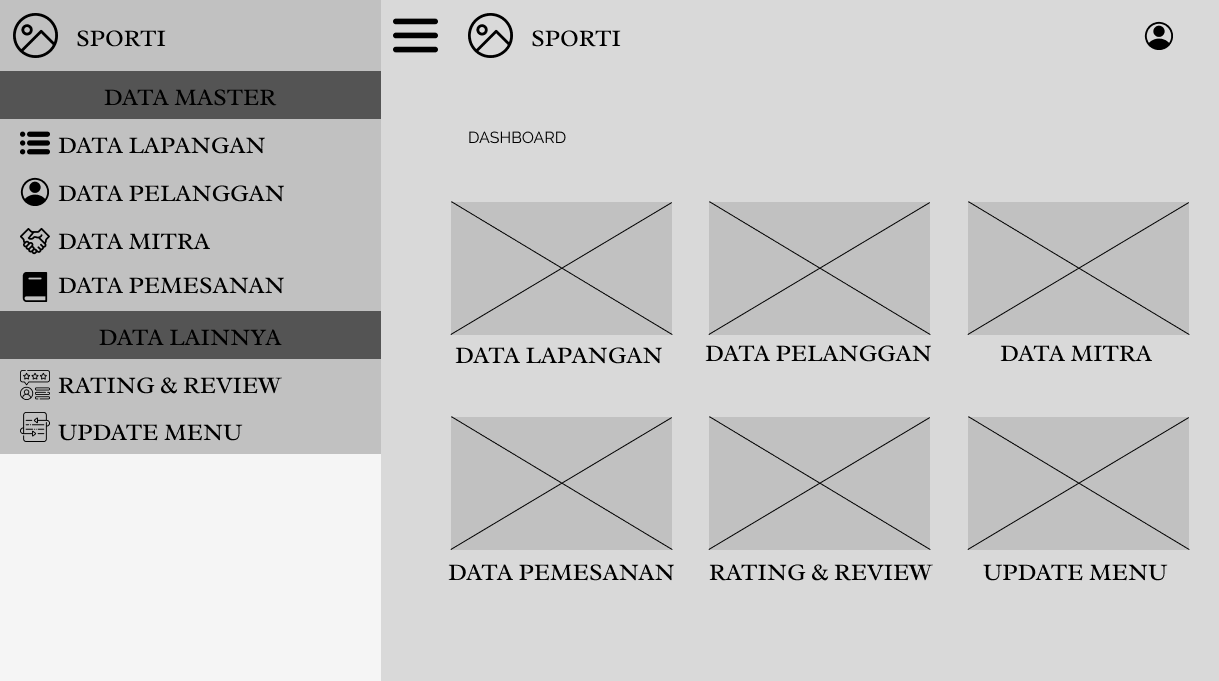 SPORTI
DATA MASTER
DATA LAPANGAN
DATA PELANGGAN
DATA MITRA
DATA PEMESANAN
DATA LAINNYA
RATING & REVIEW
UPDATE MENU
SPORTI
DASHBOARD
DATA LAPANGAN
DATA PELANGGAN
DATA MITRA
DATA PEMESANAN
RATING & REVIEW
UPDATE MENU